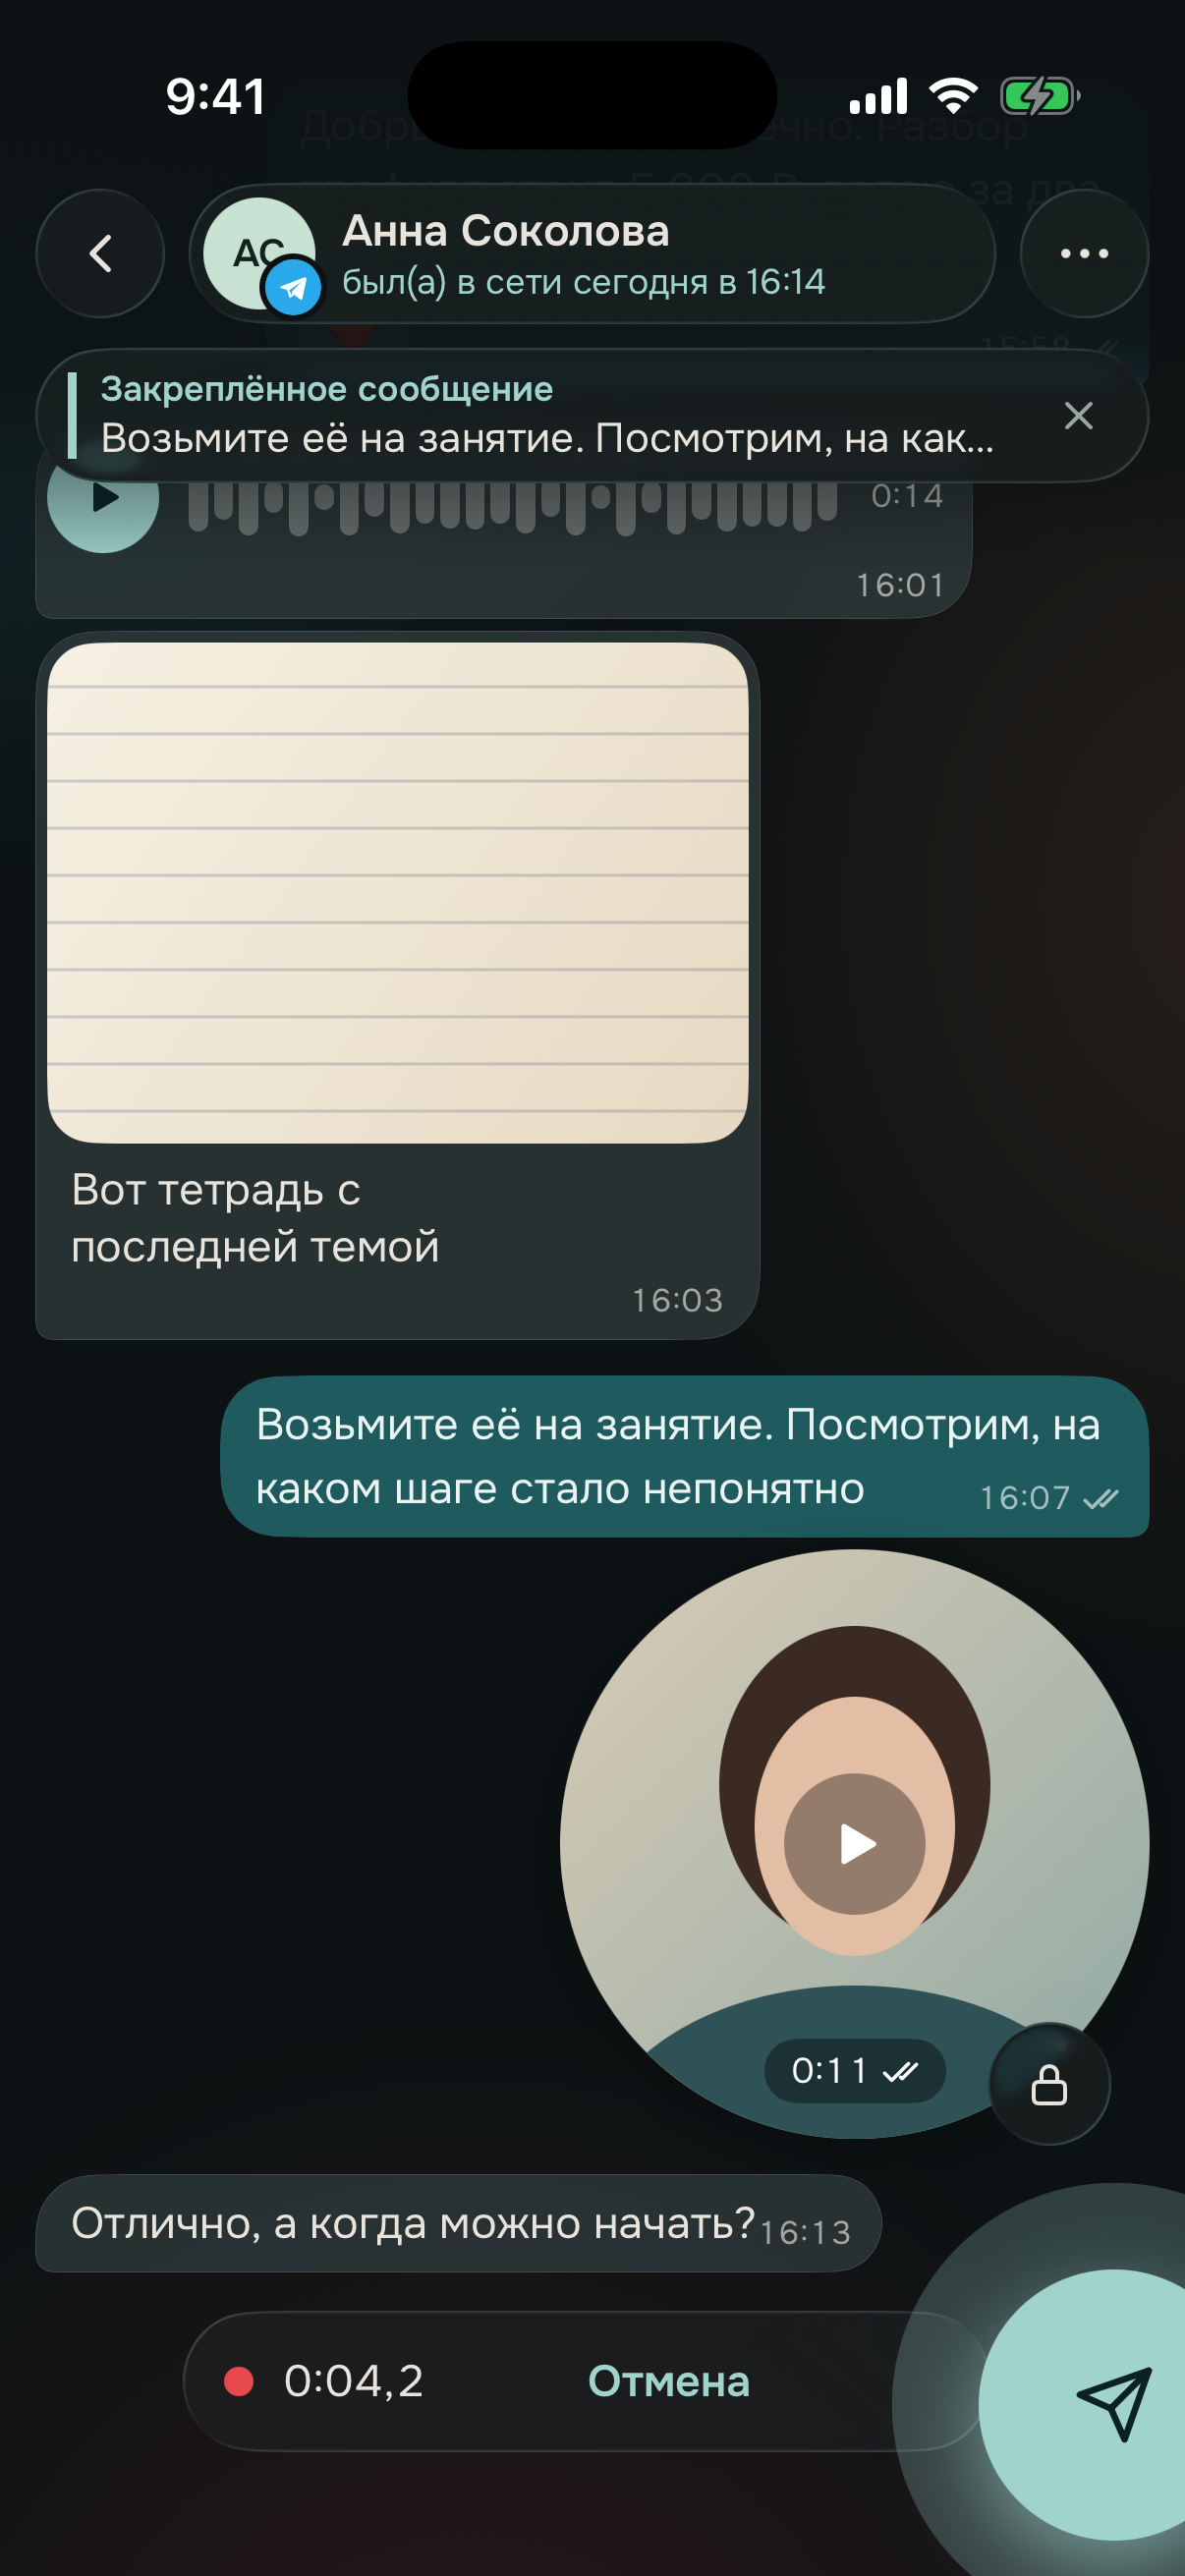 9:41
АС
Анна Соколова
был(а) в сети сегодня в 16:14
15:58
Закреплённое сообщение
Возьмите её на занятие. Посмотрим, на как...
0:14
16:01
Вот тетрадь с
последней темой
16:03
Возьмите её на занятие. Посмотрим, на
каком шаге стало непонятно
16:07
0:11
Отлично, а когда можно начать?
16:13
0:04,2
Отмена